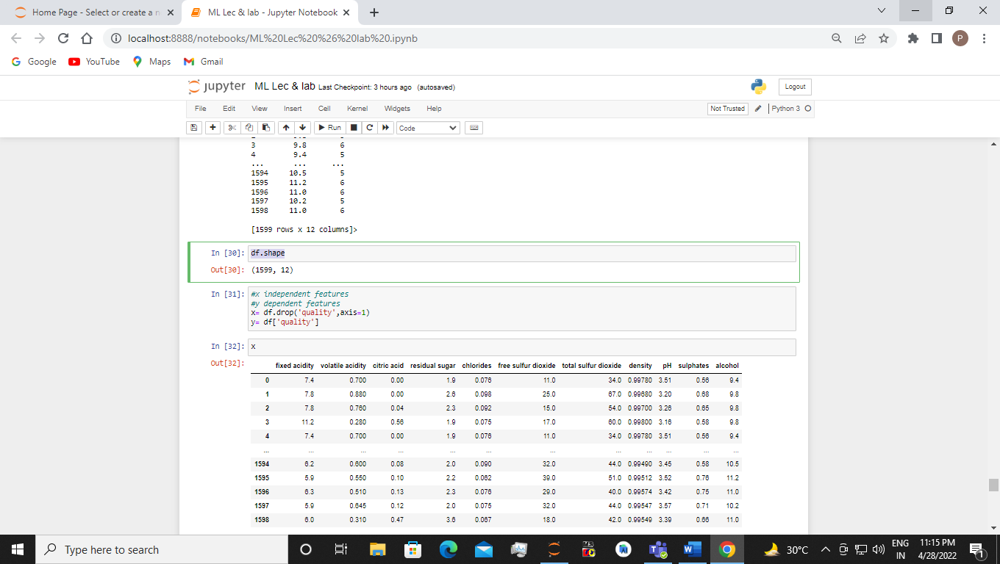 Home Page - Select or create a n
ML Lec & lab - Jupyter Notebook
localhost:8888/notebooks/ML%20Lec%20%26%20lab%20.ipynb
P
Google YouTube Maps Gmail
jupyter ML Lec & lab Last Checkpoint: 3 hours ago (autosaved)
Logout
File Edit View Insert Cell Kernel Widgets Help
Not Trusted Python 3
Run Code
3 9.8 6
4 9.4 5
... ... ...
1594 10.5 5
1595 11.2 6
1596 11.0 6
1597 10.2 5
1598 11.0 6
[1599 rows x 12 columns]>
In [30]: df.shape
Out[30]: (1599, 12)
In [31]: #x independent features
#y dependent features
x= df.drop('quality',axis=1)
y= df['quality']
In [32]: x
Out[32]:
fixed acidity volatile acidity citric acid residual sugar chlorides free sulfur dioxide total sulfur dioxide density pH sulphates alcohol
0 7.4 0.700 0.00 1.9 0.076 11.0 34.0 0.99780 3.51 0.56 9.4
1 7.8 0.880 0.00 2.6 0.098 25.0 67.0 0.99680 3.20 0.68 9.8
2 7.8 0.760 0.04 2.3 0.092 15.0 54.0 0.99700 3.26 0.65 9.8
3 11.2 0.280 0.56 1.9 0.075 17.0 60.0 0.99800 3.16 0.58 9.8
4 7.4 0.700 0.00 1.9 0.076 11.0 34.0 0.99780 3.51 0.56 9.4
... ... ... ... ... ... ... ... ... ... ... ...
1594 6.2 0.600 0.08 2.0 0.090 32.0 44.0 0.99490 3.45 0.58 10.5
1595 5.9 0.550 0.10 2.2 0.062 39.0 51.0 0.99512 3.52 0.76 11.2
1596 6.3 0.510 0.13 2.3 0.076 29.0 40.0 0.99574 3.42 0.75 11.0
1597 5.9 0.645 0.12 2.0 0.075 32.0 44.0 0.99547 3.57 0.71 10.2
1598 6.0 0.310 0.47 3.6 0.067 18.0 42.0 0.99549 3.39 0.66 11.0
Type here to search
30°C
ENG
IN
11:15 PM
4/28/2022
1